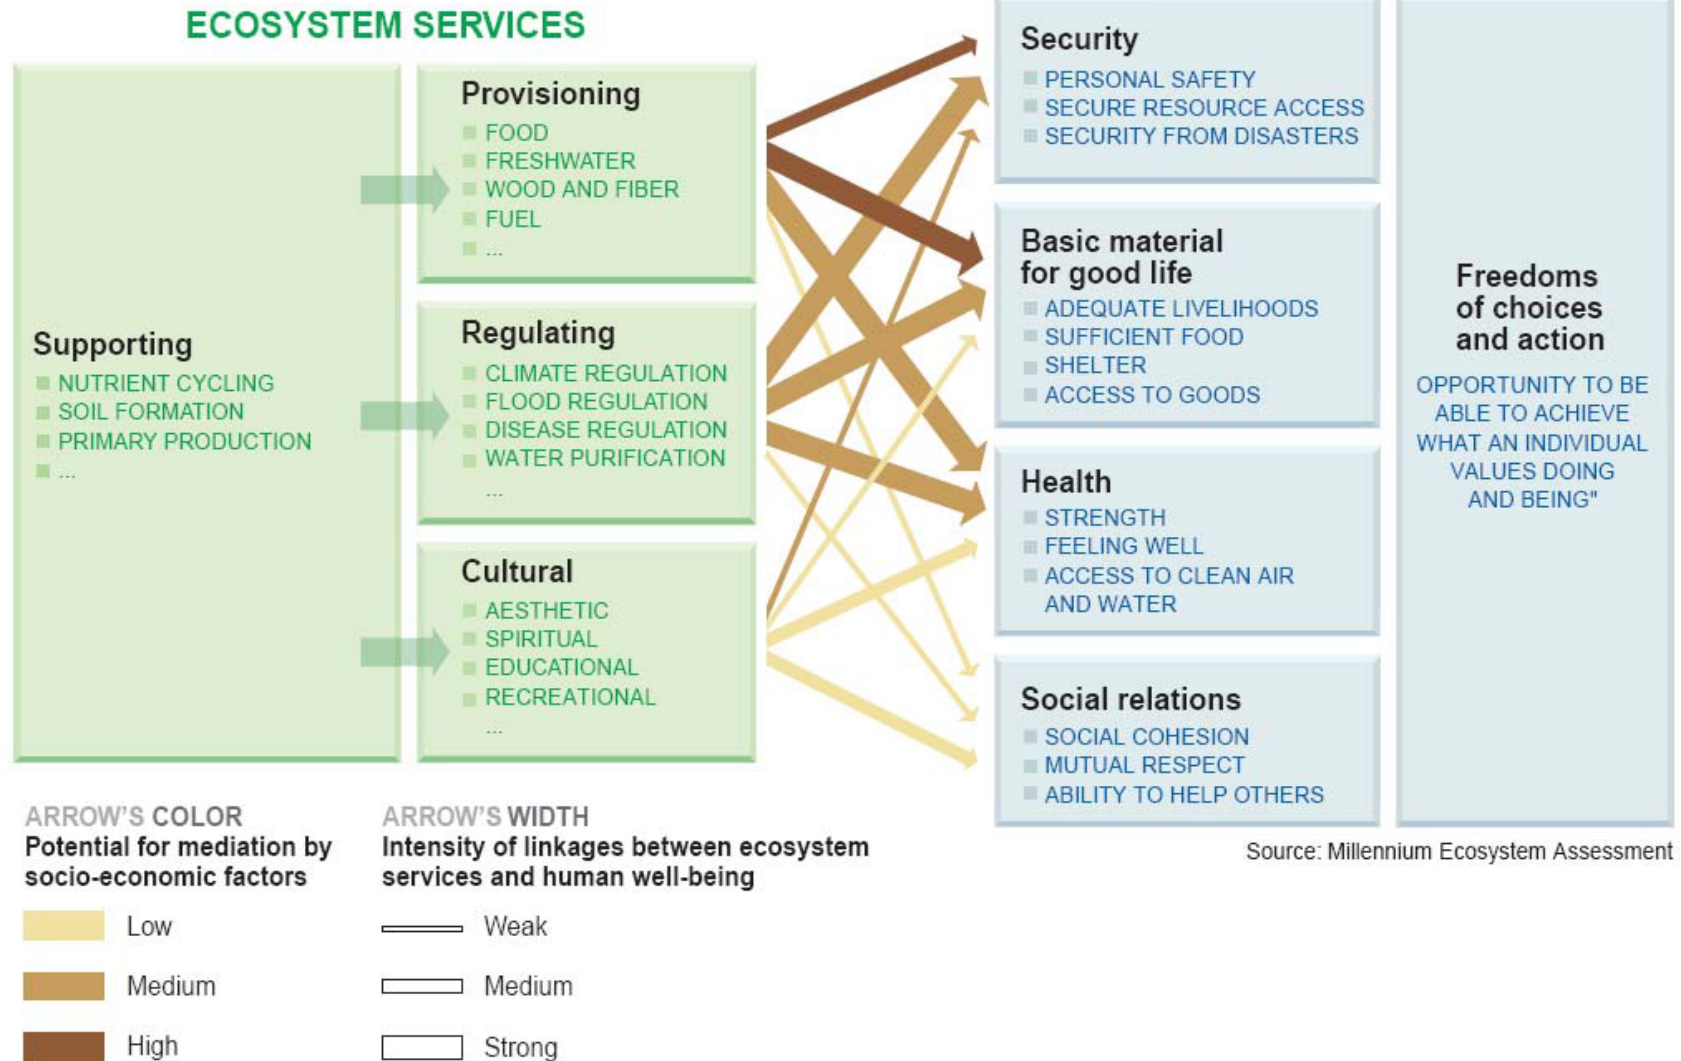 ECOSYSTEM SERVICES
Supporting
NUTRIENT CYCLING
SOIL FORMATION
PRIMARY PRODUCTION
...
Provisioning
FOOD
FRESHWATER
WOOD AND FIBER
FUEL
...
Regulating
CLIMATE REGULATION
FLOOD REGULATION
DISEASE REGULATION
WATER PURIFICATION
...
Cultural
AESTHETIC
SPIRITUAL
EDUCATIONAL
RECREATIONAL
...
Security
PERSONAL SAFETY
SECURE RESOURCE ACCESS
SECURITY FROM DISASTERS
Basic material
for good life
ADEQUATE LIVELIHOODS
SUFFICIENT FOOD
SHELTER
ACCESS TO GOODS
Health
STRENGTH
FEELING WELL
ACCESS TO CLEAN AIR
AND WATER
Social relations
SOCIAL COHESION
MUTUAL RESPECT
ABILITY TO HELP OTHERS
Freedoms
of choices
and action
OPPORTUNITY TO BE
ABLE TO ACHIEVE
WHAT AN INDIVIDUAL
VALUES DOING
AND BEING"
Source: Millennium Ecosystem Assessment
ARROW'S COLOR
Potential for mediation by
socio-economic factors
Low
Medium
High
ARROW'S WIDTH
Intensity of linkages between ecosystem
services and human well-being
Weak
Medium
Strong